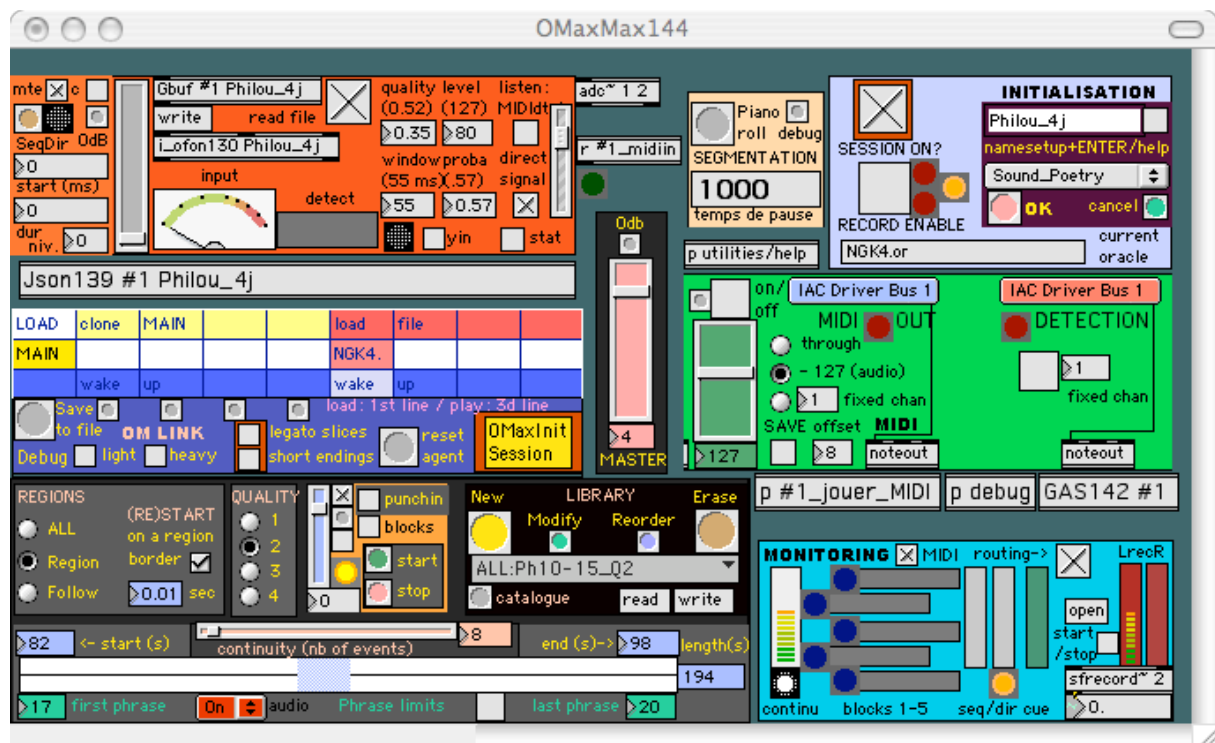 OMaxMax144
mte c
SeqDir 0dB
0
start (ms)
0
dur
niv. 0
Gbuf #1 Philou_4j
write read file
i_ofon130 Philou_4j
input
detect
quality level listen:
(0.52) (127) MIDIdt
0.35 80
window proba direct
(55 ms)(.57) signal
55 0.57
yin stat
adc~ 1 2
r #1_midiin
Json139 #1 Philou_4j
Piano
roll debug
SEGMENTATION
1000
temps de pause
p utilities/help
SESSION ON?
RECORD ENABLE
NGK4.or
INITIALISATION
Philou_4j
namesetup+ENTER/help
Sound_Poetry
OK cancel
current
oracle
LOAD clone MAIN load file
MAIN NGK4.
wake up wake up
load: 1st line / play: 3d line
Save
to file OM LINK
Debug light heavy
legato slices
short endings
reset
agent
OMaxInit
Session
0db
4
MASTER
on/
off
127
IAC Driver Bus 1
MIDI OUT
through
- 127 (audio)
1 fixed chan
SAVE offset MIDI
8 noteout
IAC Driver Bus 1
DETECTION
1
fixed chan
noteout
p #1_jouer_MIDI p debug GAS142 #1
REGIONS
ALL
Region
Follow
(RE)START
on a region
border
0.01 sec
QUALITY
1
2
3
4
0
punchin
blocks
start
stop
New LIBRARY Erase
Modify Reorder
ALL:Ph10-15_Q2
catalogue read write
82 <- start (s)
continuity (nb of events)
8
end (s)-> 98 length(s)
194
17 first phrase On audio Phrase limits last phrase 20
MONITORING MIDI routing-> LrecR
open
start
/stop
sfrecord~ 2
0.
continu blocks 1-5 seq/dir cue